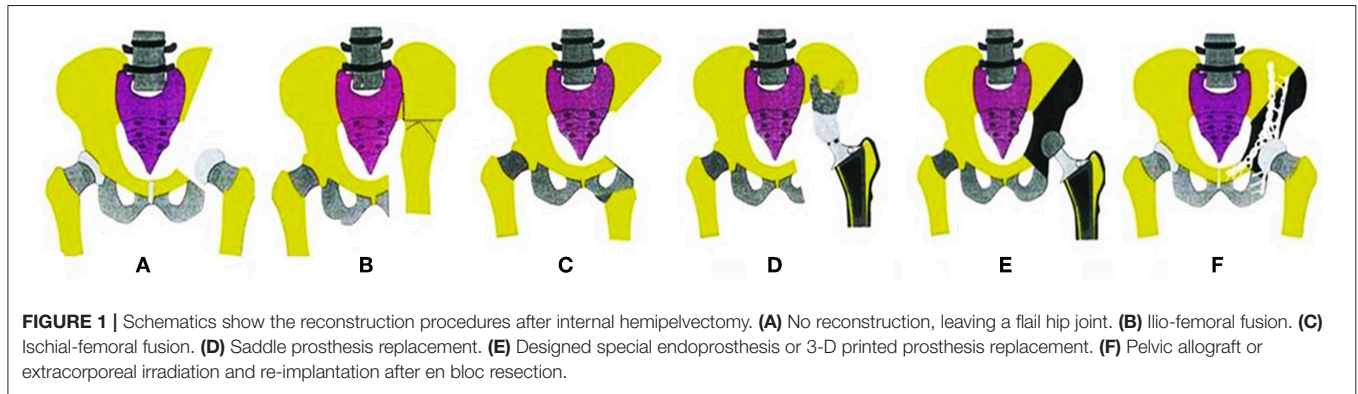 A B C D E F
FIGURE 1 | Schematics show the reconstruction procedures after internal hemipelvectomy. (A) No reconstruction, leaving a flail hip joint. (B) Ilio-femoral fusion. (C)
Ischial-femoral fusion. (D) Saddle prosthesis replacement. (E) Designed special endoprosthesis or 3-D printed prosthesis replacement. (F) Pelvic allograft or
extracorporeal irradiation and re-implantation after en bloc resection.